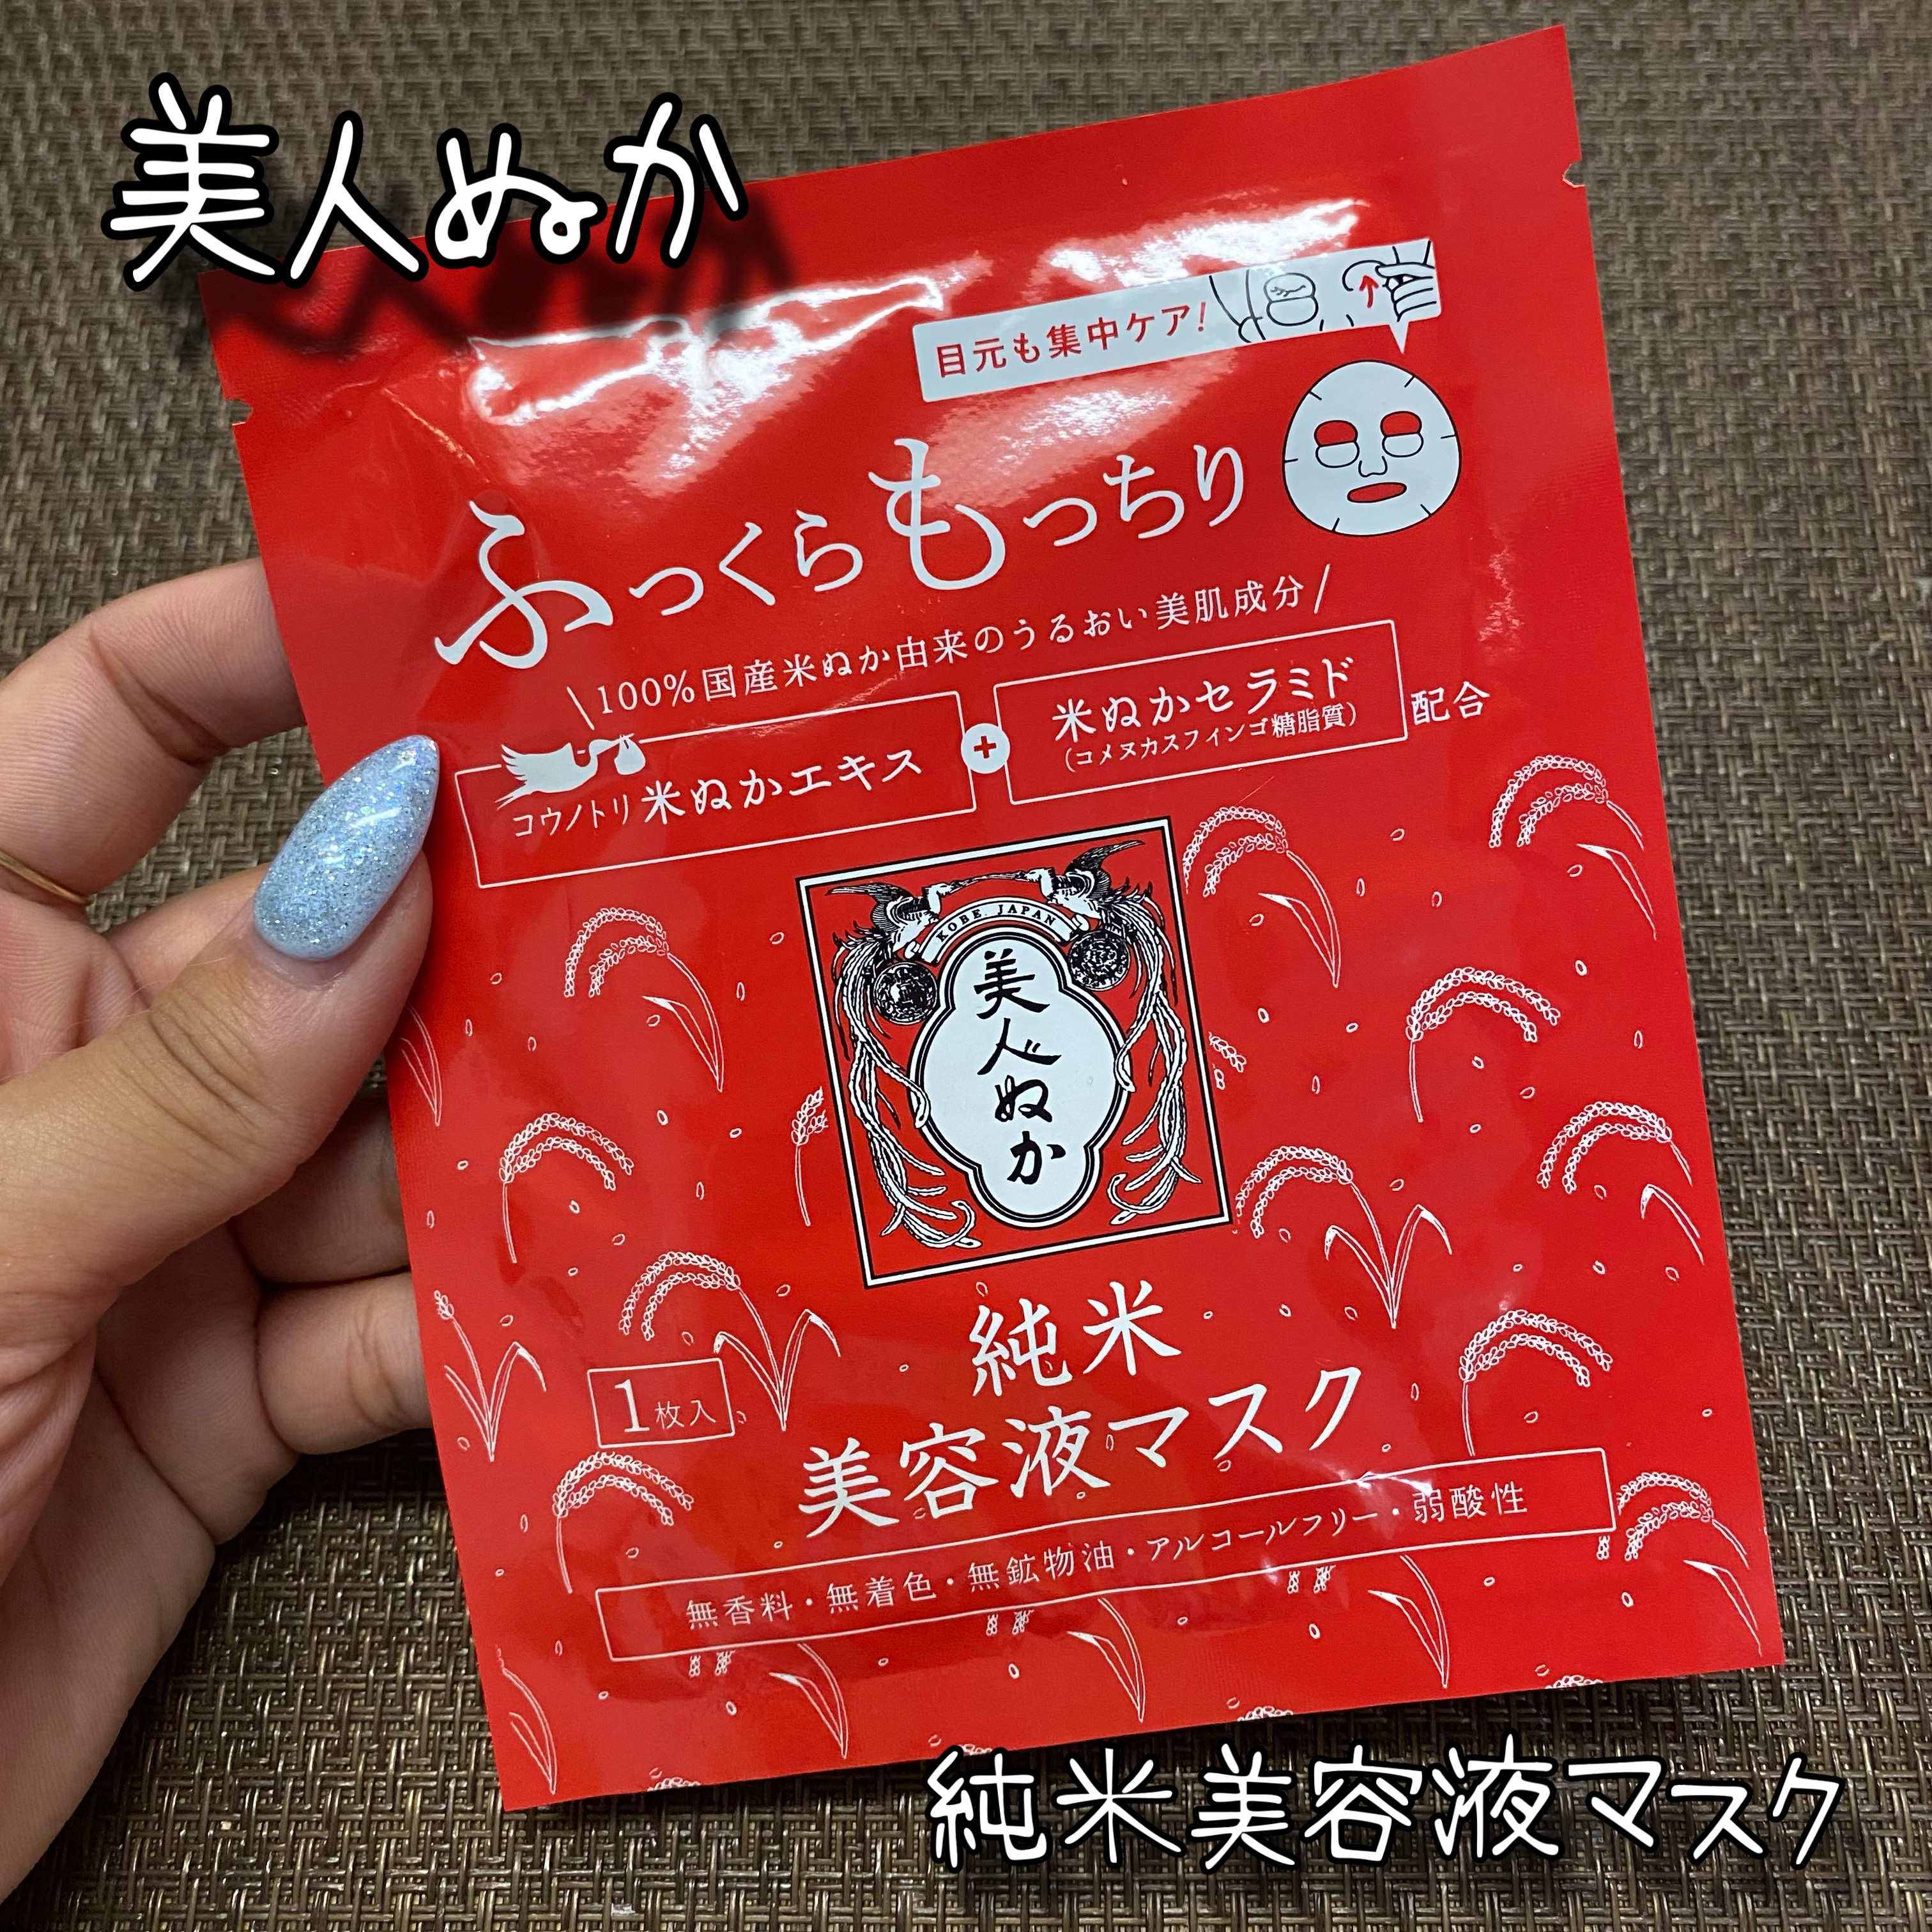 美人ぬか
目元も集中ケア!
ふっくらもっちり
\100%国産米ぬか由来のうるおい美肌成分/
コウノトリ米ぬかエキス + 米ぬかセラミド 配合
(コメヌカスフィンゴ糖脂質)
KOBE, JAPAN
美人ぬか
純米
1枚入
美容液マスク
無香料・無着色・無鉱物油・アルコールフリー・弱酸性
純米美容液マスク